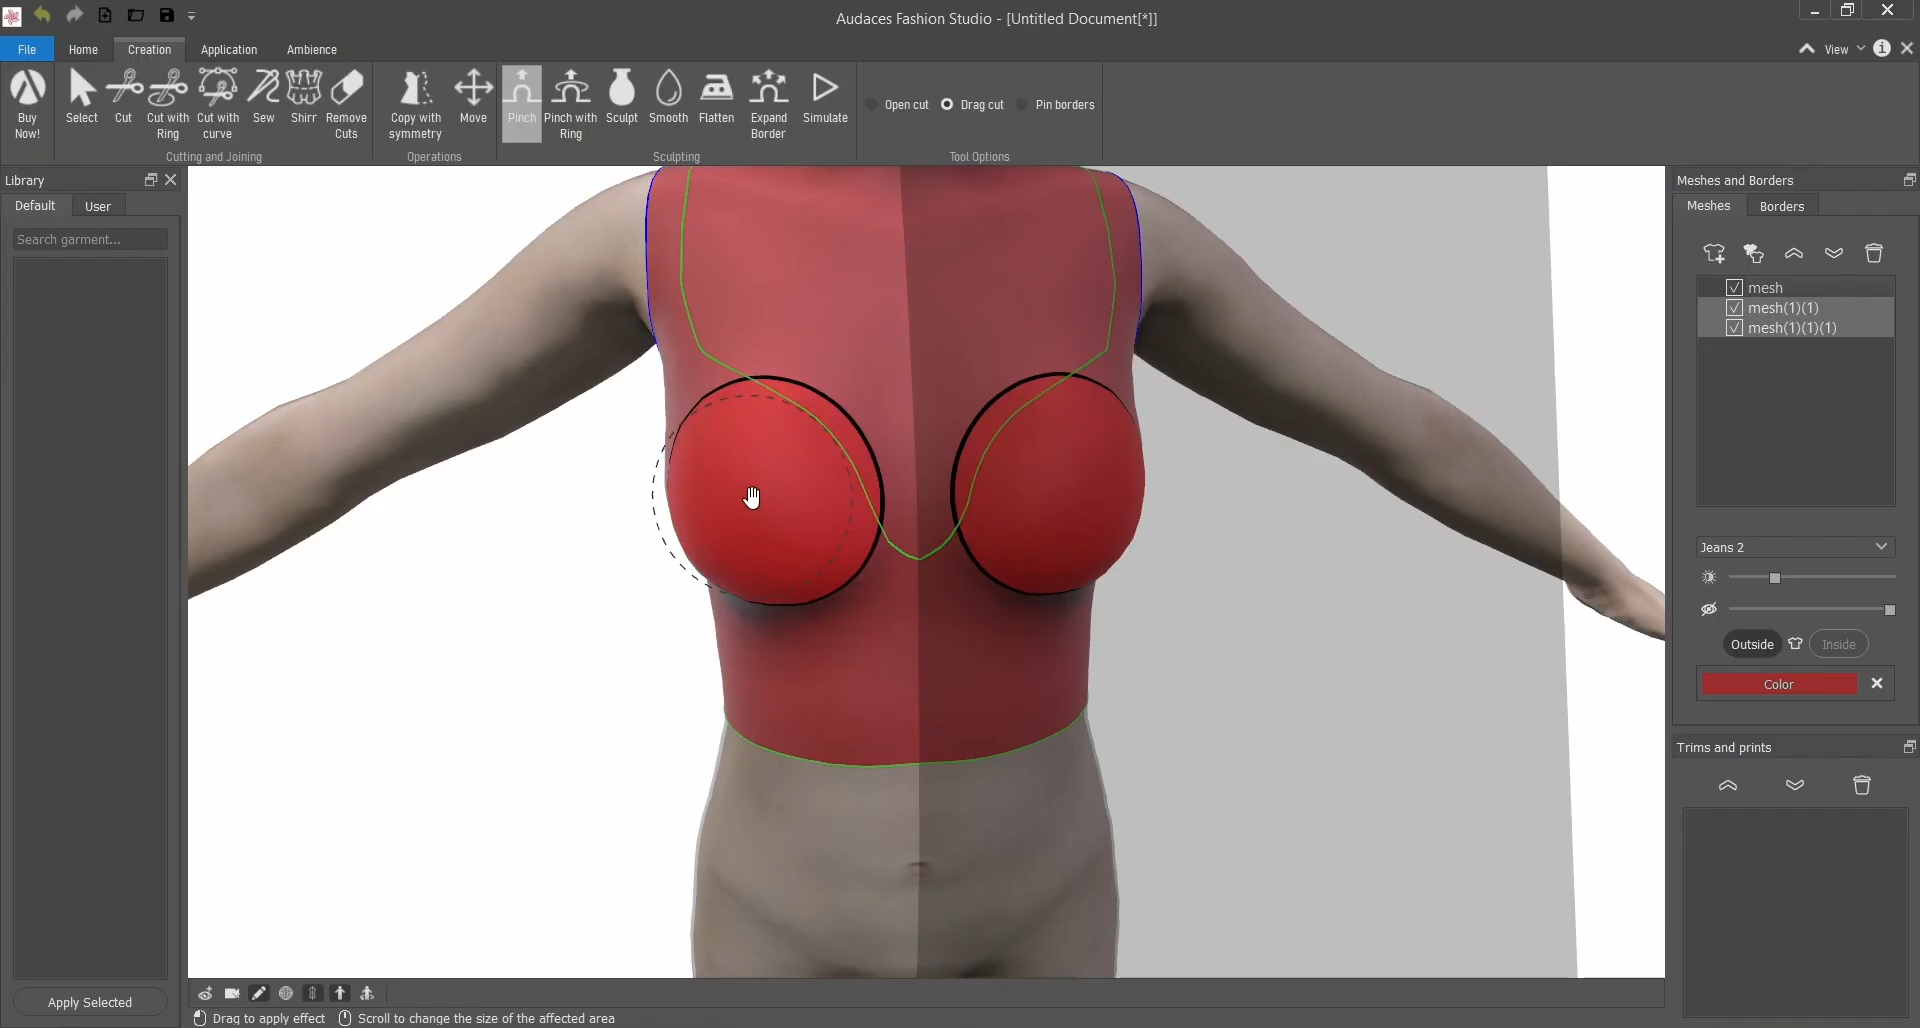 Audaces Fashion Studio - [Untitled Document[*]]
File Home Creation Application Ambience View
Buy Now!
Select Cut Cut with Ring Cut with curve Sew Shirr Remove Cuts
Cutting and Joining
Copy with symmetry Move
Operations
Pinch Pinch with Ring Sculpt Smooth Flatten Expand Border Simulate
Sculpting
Open cut Drag cut Pin borders
Tool Options
Library
Default User
Search garment...
Apply Selected
Meshes and Borders
Meshes Borders
mesh
mesh(1)(1)
mesh(1)(1)(1)
Jeans 2
Outside Inside
Color
Trims and prints
Drag to apply effect Scroll to change the size of the affected area